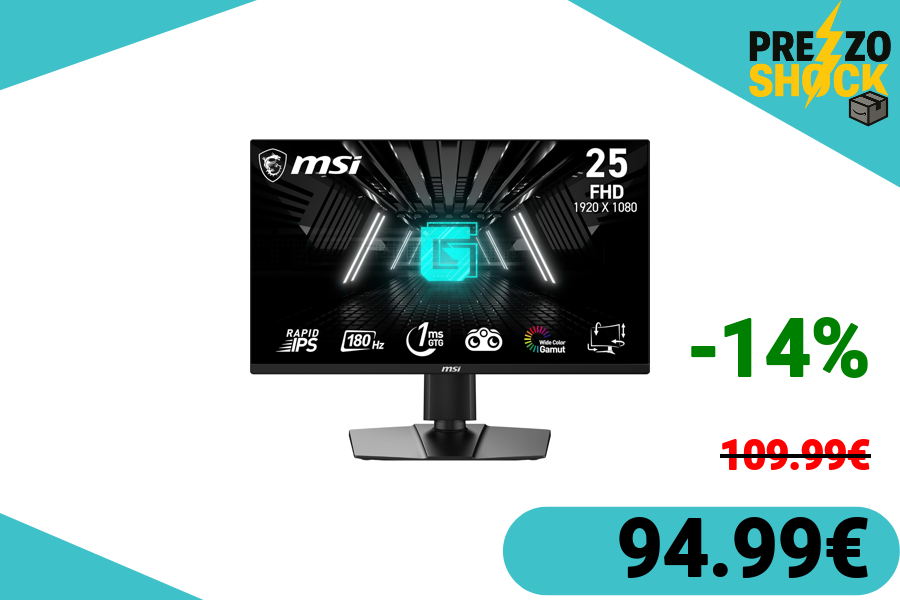 PREZZO
SHOCK
msi
25
FHD
1920 X 1080
G
RAPID
IPS
180Hz
1ms
GTG
Wide Color
Gamut
msi
-14%
109.99€
94.99€